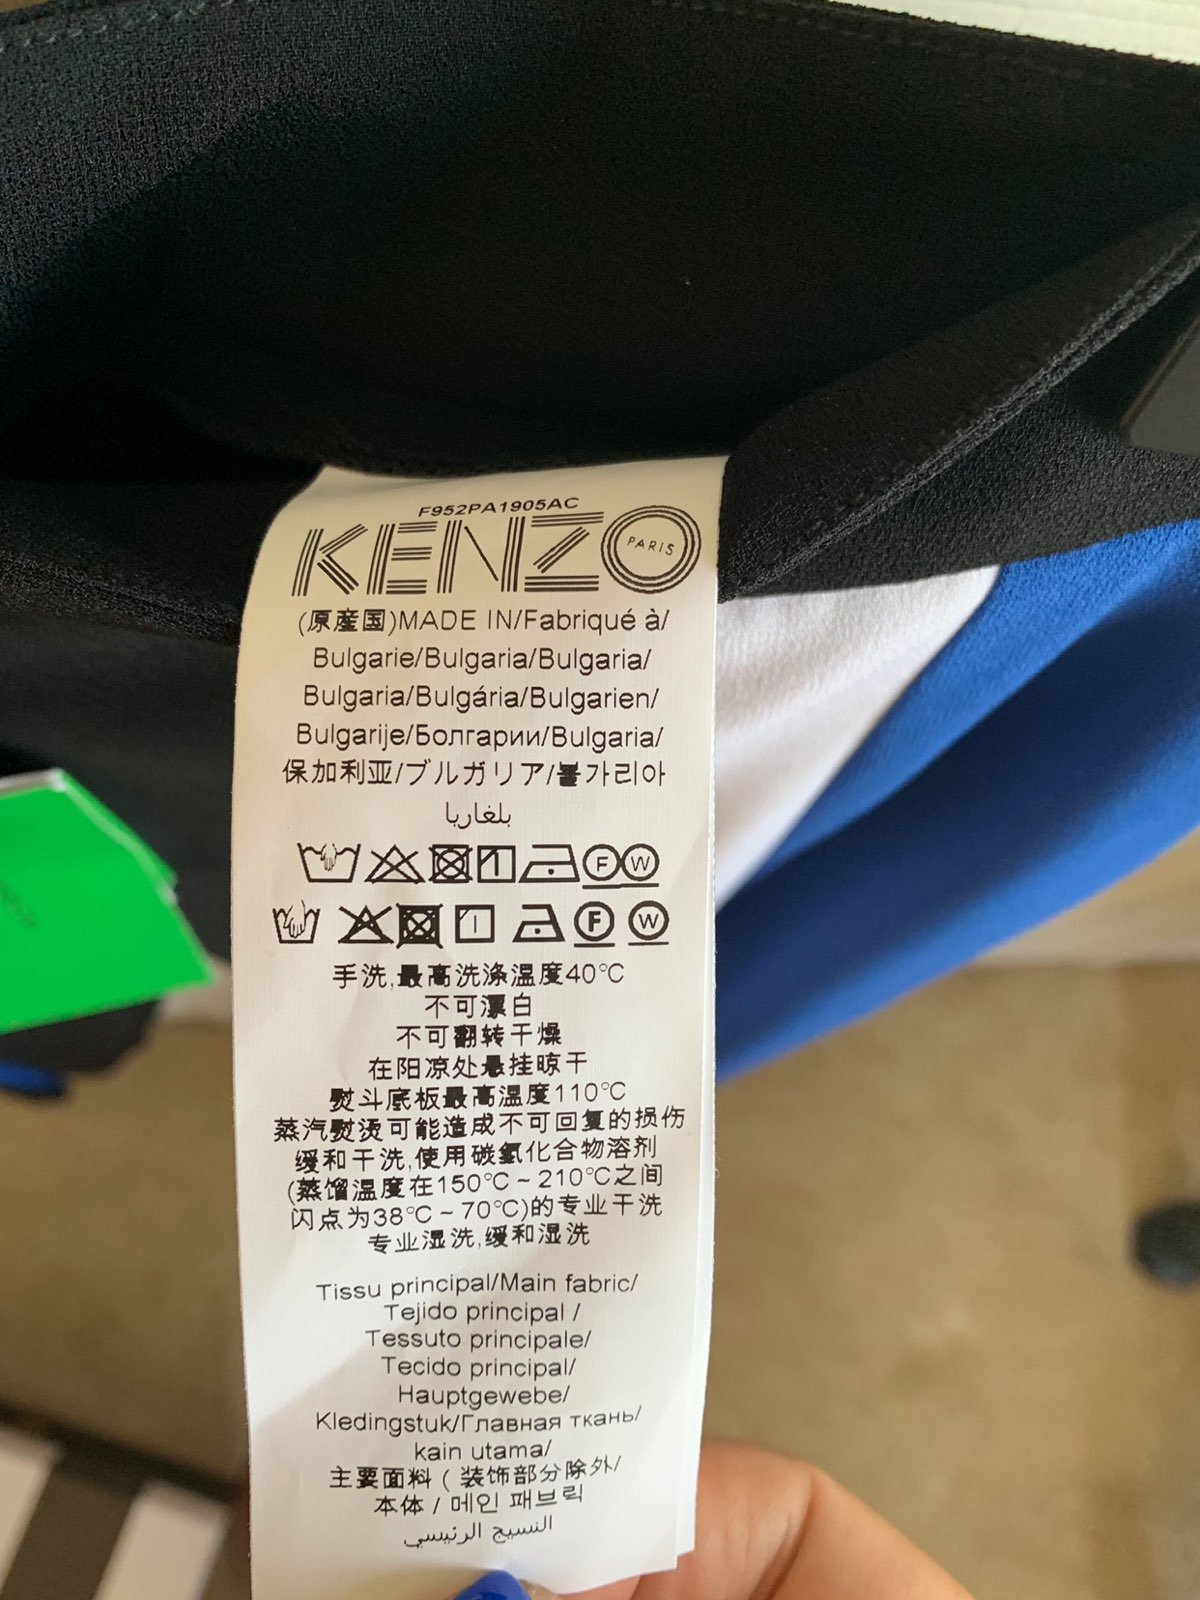 F952PA1905AC
KENZO PARIS
(原産国)MADE IN/Fabriqué à/
Bulgarie/Bulgaria/Bulgaria/
Bulgaria/Bulgária/Bulgarien/
Bulgarije/Болгарии/Bulgaria/
保加利亚/ブルガリア/불가리아
بلغاريا
F W
F W
手洗,最高洗涤温度40°C
不可漂白
不可翻转干燥
在阳凉处悬挂晾干
熨斗底板最高温度110°C
蒸汽熨烫可能造成不可回复的损伤
缓和干洗,使用碳氢化合物溶剂
(蒸馏温度在150°C ~ 210°C之间
闪点为38°C ~ 70°C)的专业干洗
专业湿洗,缓和湿洗
Tissu principal/Main fabric/
Tejido principal /
Tessuto principale/
Tecido principal/
Hauptgewebe/
Kledingstuk/Главная ткань/
kain utama/
主要面料 ( 装饰部分除外/
本体 / 메인 패브릭
النسيج الرئيسي